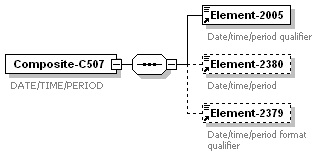 Element-2005
Date/time/period qualifier
Composite-C507
DATE/TIME/PERIOD
Element-2380
Date/time/period
Element-2379
Date/time/period format
qualifier